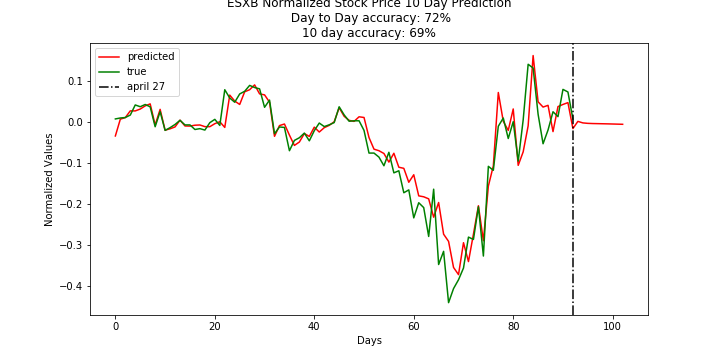 ESXB Normalized Stock Price 10 Day Prediction
Day to Day accuracy: 72%
10 day accuracy: 69%
predicted
true
april 27
0.1
0.0
−0.1
−0.2
−0.3
−0.4
Normalized Values
0
20
40
60
80
100
Days